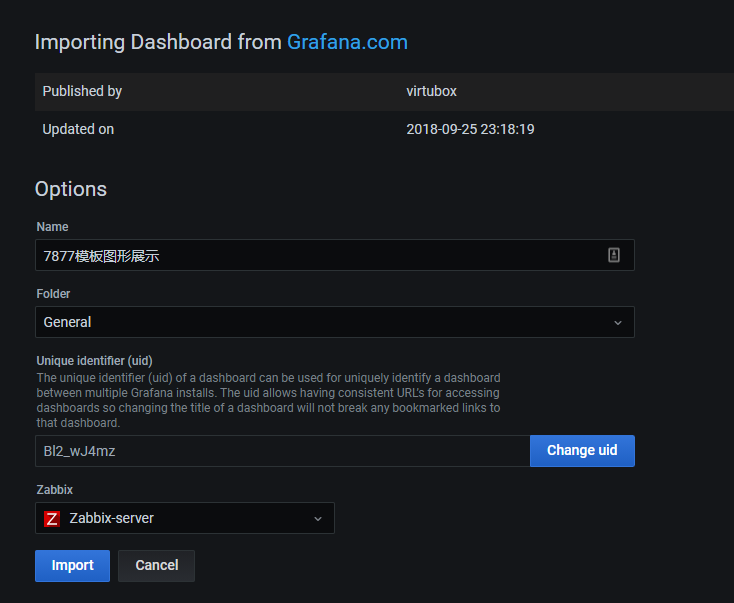 Importing Dashboard from Grafana.com
Published by virtubox
Updated on 2018-09-25 23:18:19
Options
Name
7877模板图形展示
Folder
General
Unique identifier (uid)
The unique identifier (uid) of a dashboard can be used for uniquely identify a dashboard
between multiple Grafana installs. The uid allows having consistent URL's for accessing
dashboards so changing the title of a dashboard will not break any bookmarked links to
that dashboard.
Bl2_wJ4mz Change uid
Zabbix
Z Zabbix-server
Import Cancel